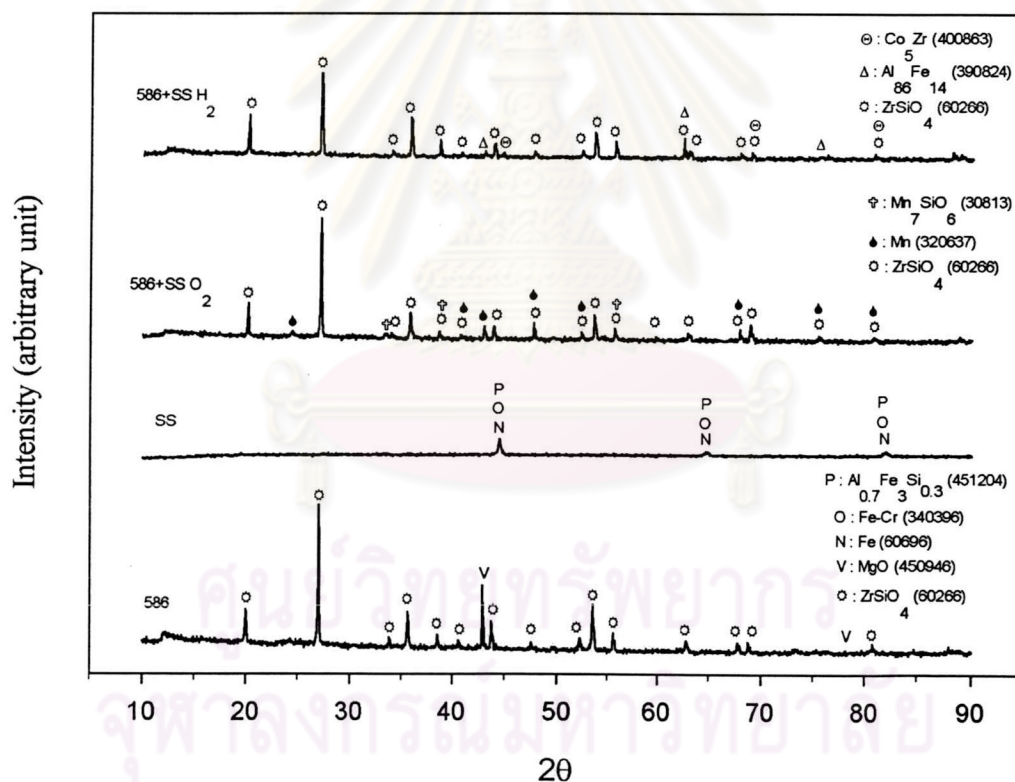 Intensity (arbitrary unit)
586+SS H2
Co5Zr (400863)
Al86Fe14 (390824)
ZrSiO4 (60266)
586+SS O2
Mn7SiO6 (30813)
Mn (320637)
ZrSiO4 (60266)
SS
P O N
P O N
P O N
P : Al0.7Fe3Si0.3 (451204)
O : Fe-Cr (340396)
N : Fe (60696)
V : MgO (450946)
ZrSiO4 (60266)
586
V
V
10 20 30 40 50 60 70 80 90
2θ
ศูนย์วิทยทรัพยากร
จุฬาลงกรณ์มหาวิทยาลัย